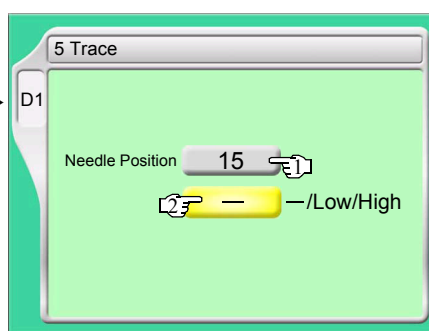 5 Trace
D1
Needle Position 15 1
2 — —/Low/High